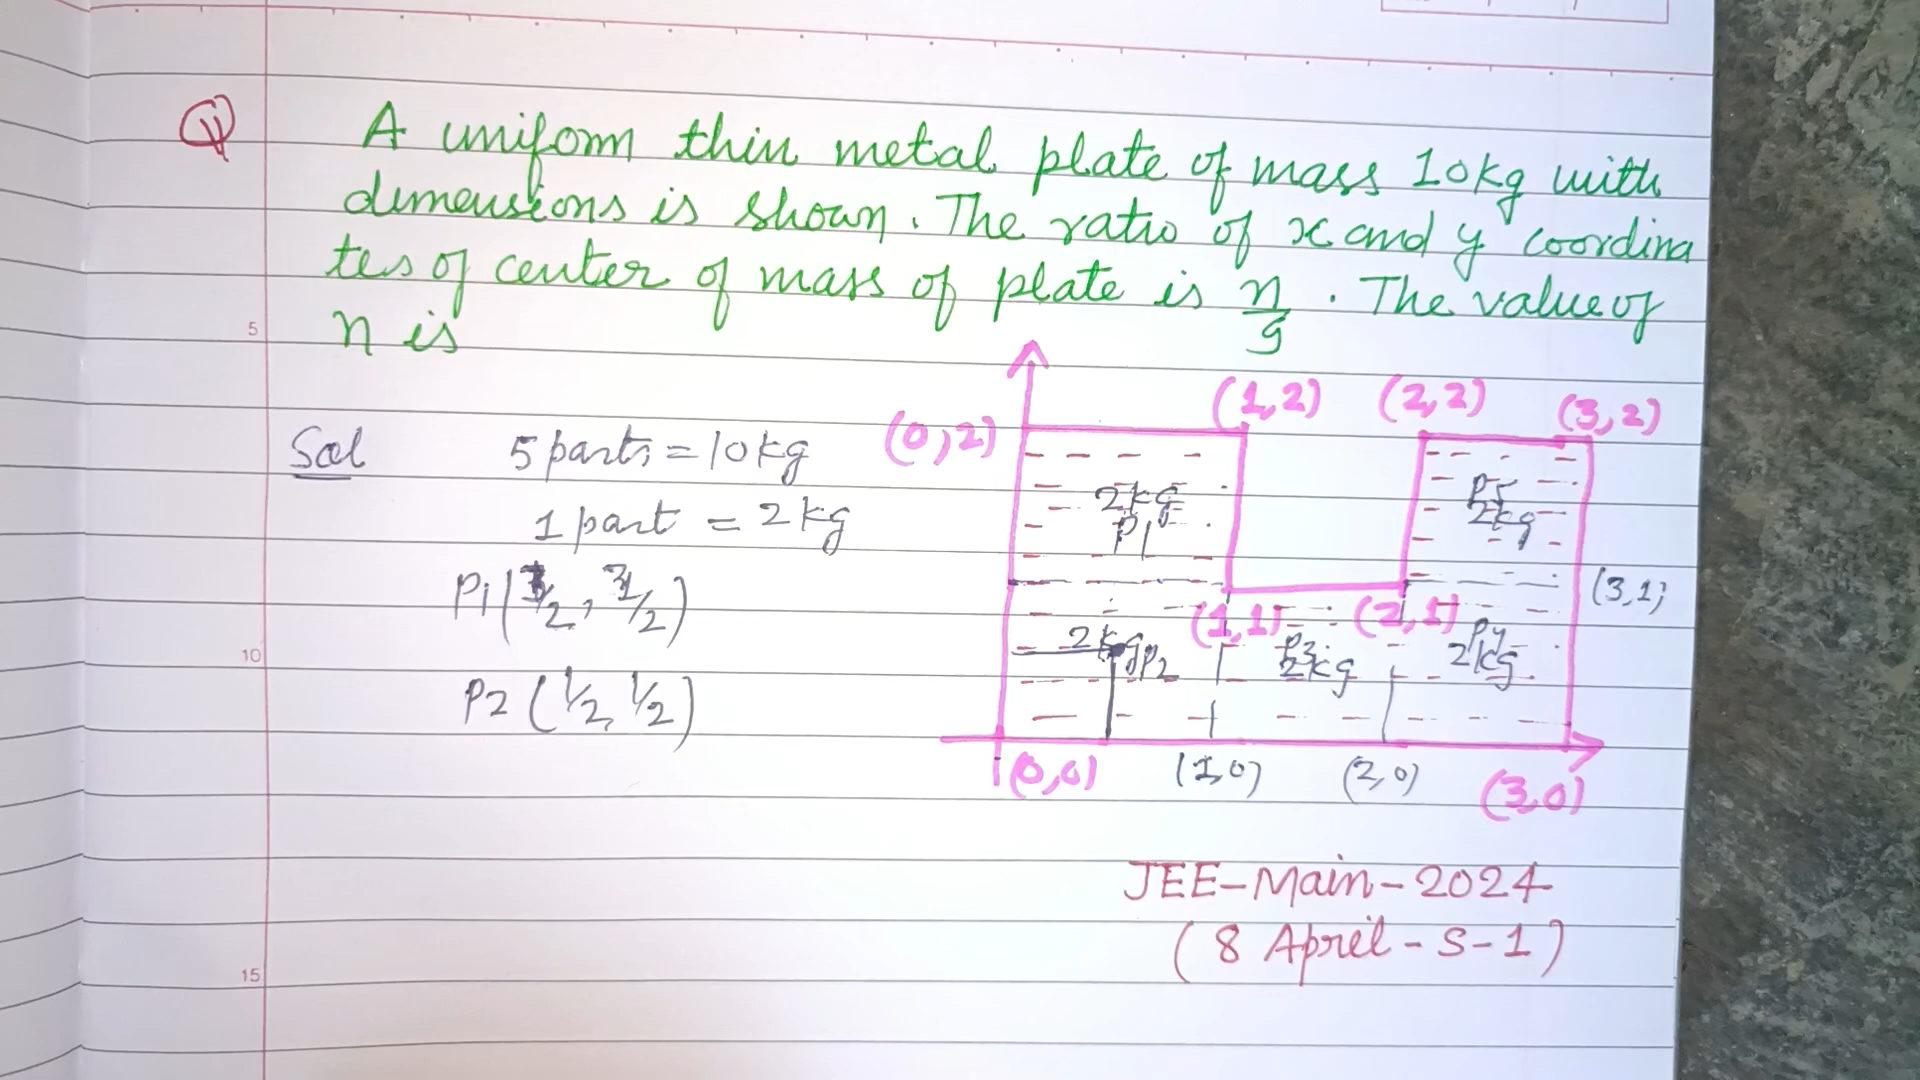 Q A uniform thin metal plate of mass 10kg with
dimensions is shown. The ratio of x and y coordina
tes of center of mass of plate is n/9. The value of
n is
5
(1,2) (2,2) (3,2)
Sol 5 parts = 10kg (0,2)
1 part = 2kg
2kg P1
P5 2kg
P1( /2, 3/2)
(3,1)
(1,1) (2,1)
2kg P2 P3 2kg P4 2kg
10
P2 (1/2, 1/2)
(0,0) (1,0) (2,0) (3,0)
JEE-Main-2024
(8 April-S-1)
15